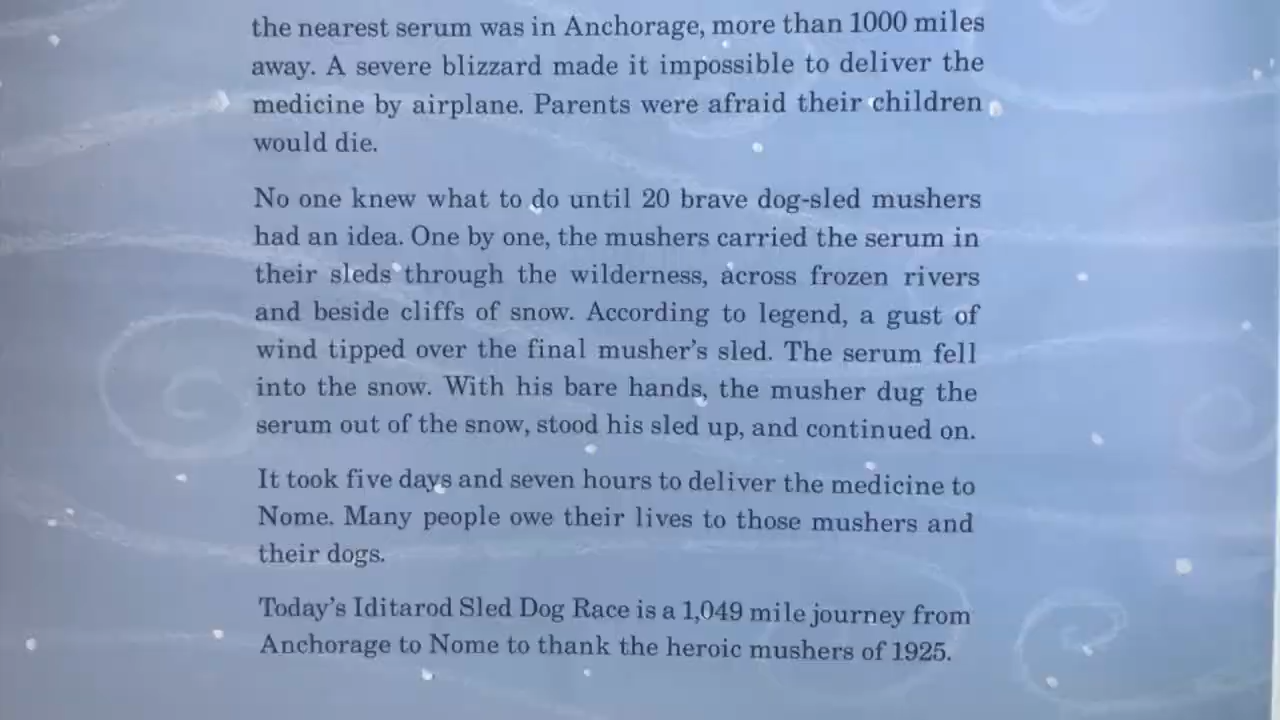 the nearest serum was in Anchorage, more than 1000 miles
away. A severe blizzard made it impossible to deliver the
medicine by airplane. Parents were afraid their children
would die.
No one knew what to do until 20 brave dog-sled mushers
had an idea. One by one, the mushers carried the serum in
their sleds through the wilderness, across frozen rivers
and beside cliffs of snow. According to legend, a gust of
wind tipped over the final musher's sled. The serum fell
into the snow. With his bare hands, the musher dug the
serum out of the snow, stood his sled up, and continued on.
It took five days and seven hours to deliver the medicine to
Nome. Many people owe their lives to those mushers and
their dogs.
Today's Iditarod Sled Dog Race is a 1,049 mile journey from
Anchorage to Nome to thank the heroic mushers of 1925.